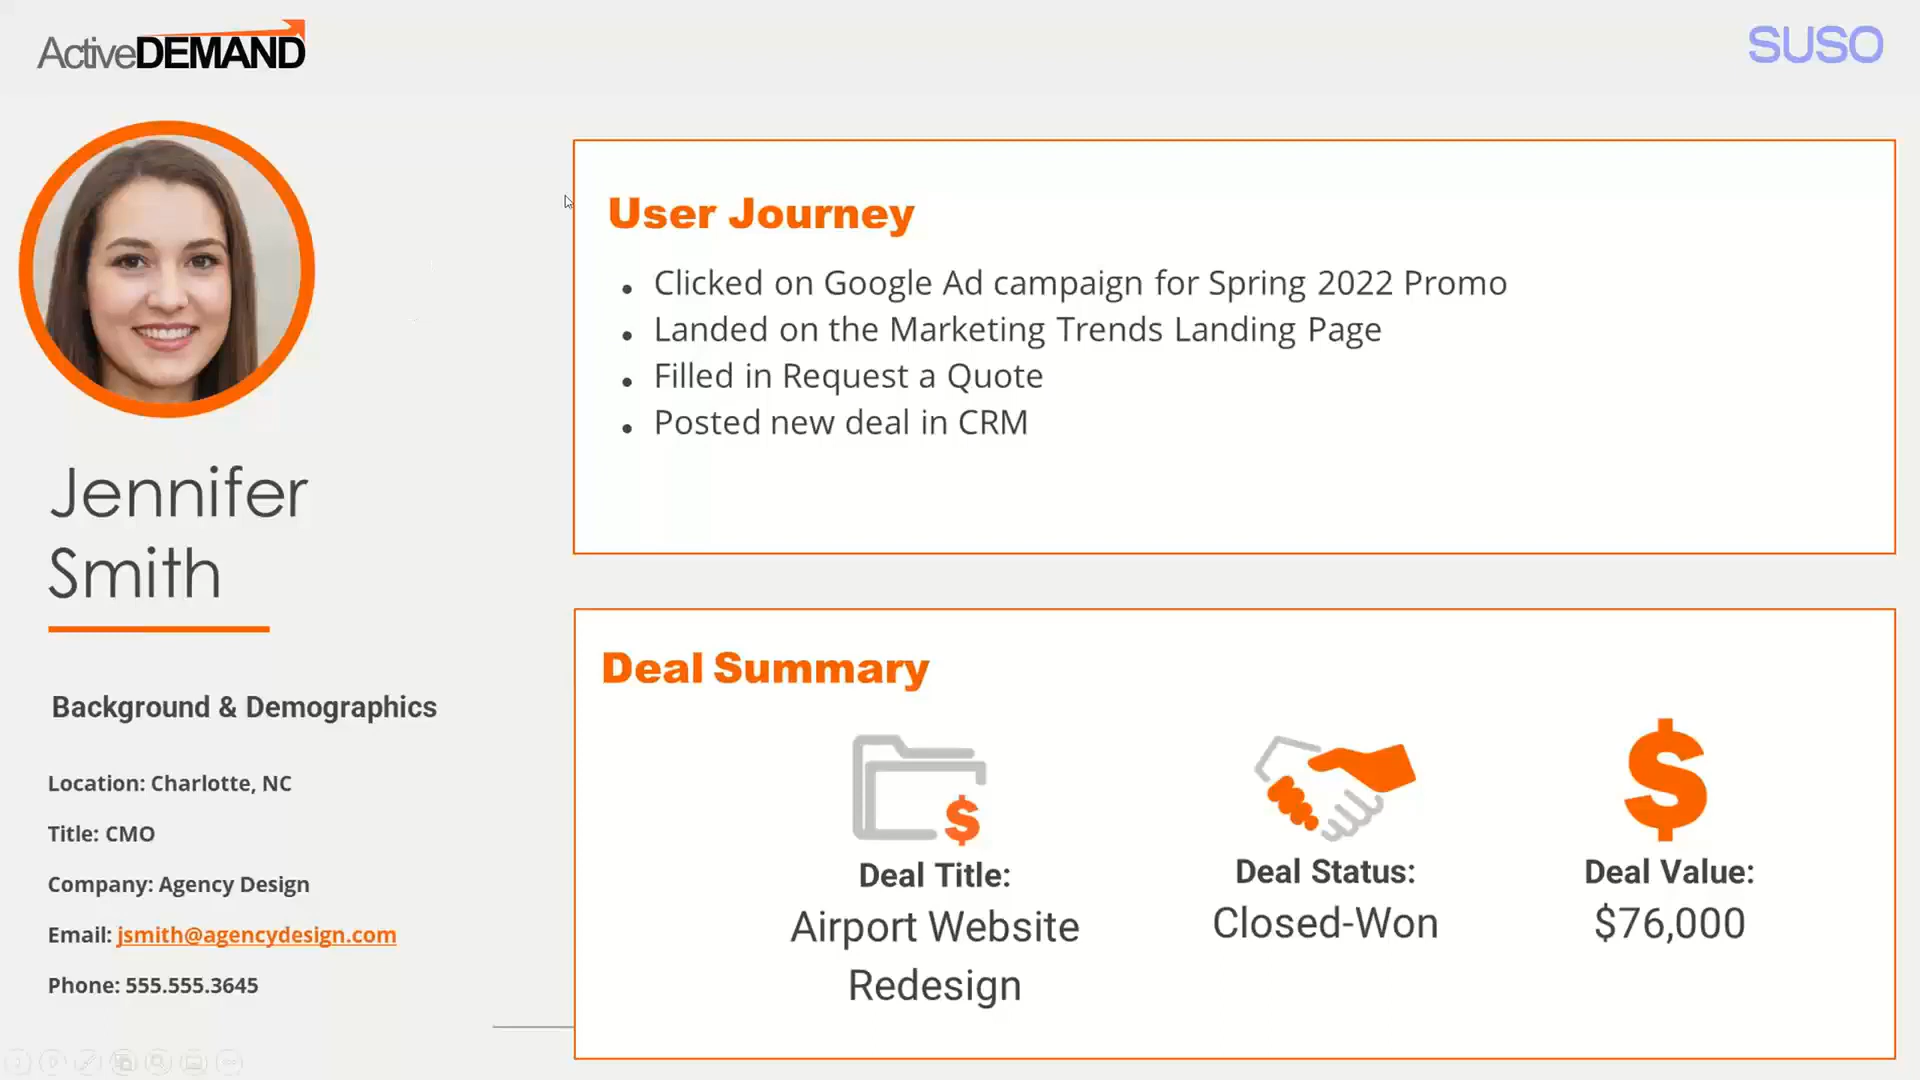 ActiveDEMAND
SUSO
Jennifer
Smith
Background & Demographics
Location: Charlotte, NC
Title: CMO
Company: Agency Design
Email: jsmith@agencydesign.com
Phone: 555.555.3645
User Journey
• Clicked on Google Ad campaign for Spring 2022 Promo
• Landed on the Marketing Trends Landing Page
• Filled in Request a Quote
• Posted new deal in CRM
Deal Summary
$
Deal Title:
Airport Website
Redesign
Deal Status:
Closed-Won
$
Deal Value:
$76,000